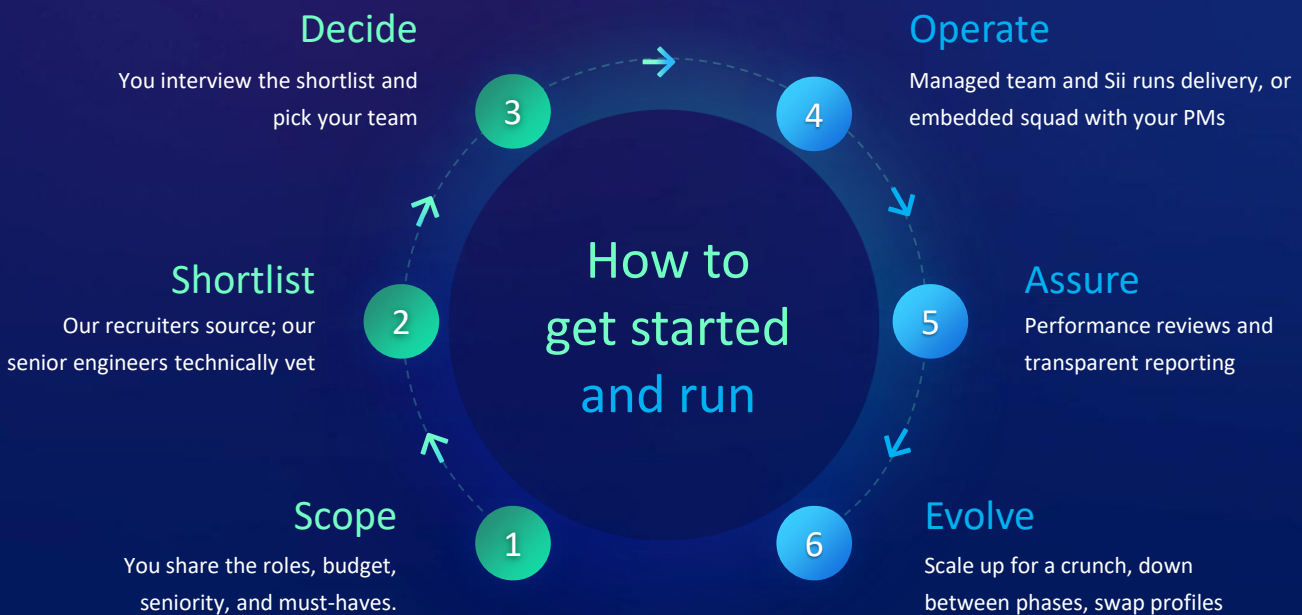 How to
get started
and run
1
Scope
You share the roles, budget,
seniority, and must-haves.
2
Shortlist
Our recruiters source; our
senior engineers technically vet
3
Decide
You interview the shortlist and
pick your team
4
Operate
Managed team and Sii runs delivery, or
embedded squad with your PMs
5
Assure
Performance reviews and
transparent reporting
6
Evolve
Scale up for a crunch, down
between phases, swap profiles